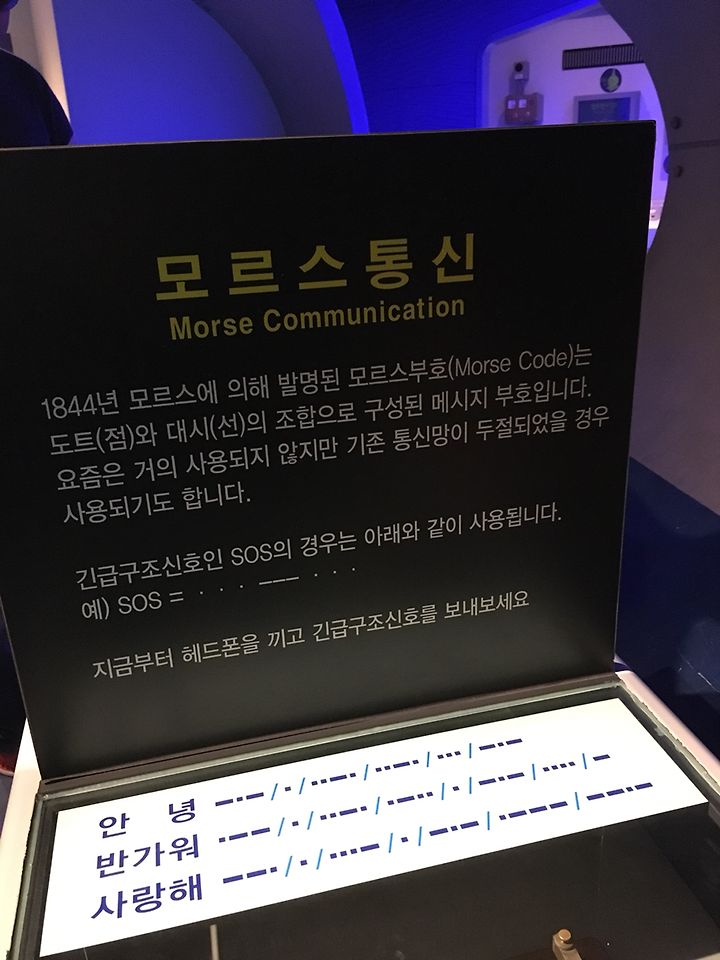 모르스통신
Morse Communication
1844년 모르스에 의해 발명된 모르스부호(Morse Code)는
도트(점)와 대시(선)의 조합으로 구성된 메시지 부호입니다.
요즘은 거의 사용되지 않지만 기존 통신망이 두절되었을 경우
사용되기도 합니다.
긴급구조신호인 SOS의 경우는 아래와 같이 사용됩니다.
예) SOS = · · · ─── · · ·
지금부터 헤드폰을 끼고 긴급구조신호를 보내보세요
안 녕
반가워
사랑해